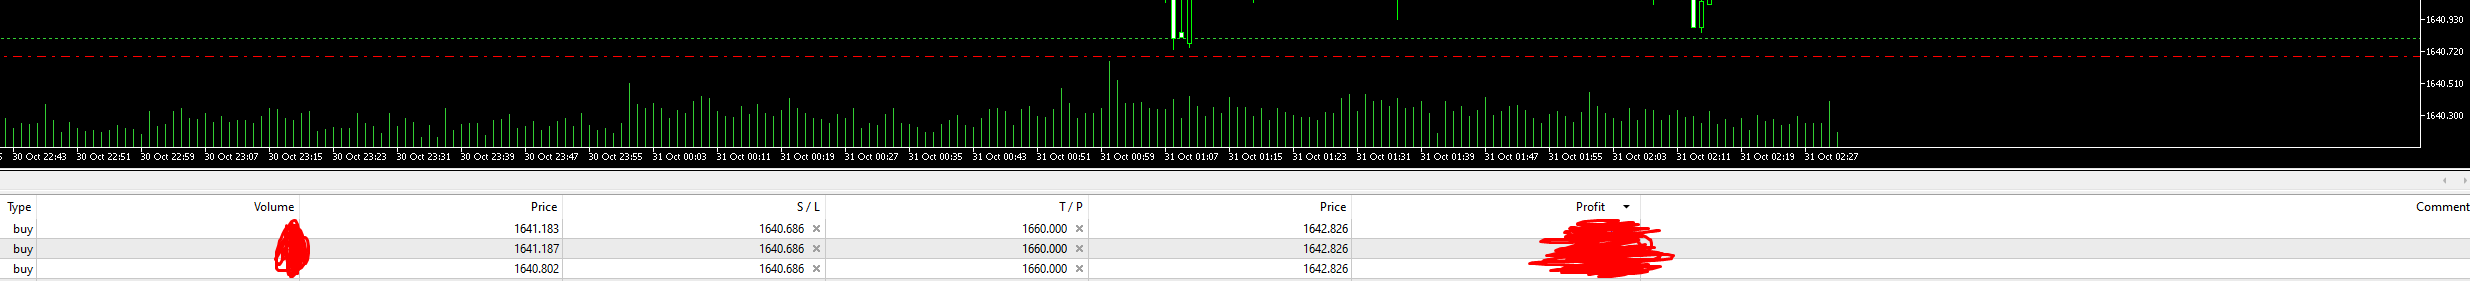 1640.930
1640.720
1640.510
1640.300
30 Oct 22:43 30 Oct 22:51 30 Oct 22:59 30 Oct 23:07 30 Oct 23:15 30 Oct 23:23 30 Oct 23:31 30 Oct 23:39 30 Oct 23:47 30 Oct 23:55 31 Oct 00:03 31 Oct 00:11 31 Oct 00:19 31 Oct 00:27 31 Oct 00:35 31 Oct 00:43 31 Oct 00:51 31 Oct 00:59 31 Oct 01:07 31 Oct 01:15 31 Oct 01:23 31 Oct 01:31 31 Oct 01:39 31 Oct 01:47 31 Oct 01:55 31 Oct 02:03 31 Oct 02:11 31 Oct 02:19 31 Oct 02:27
Type Volume Price S / L T / P Price Profit Comment
buy 1641.183 1640.686 1660.000 1642.826
buy 1641.187 1640.686 1660.000 1642.826
buy 1640.802 1640.686 1660.000 1642.826